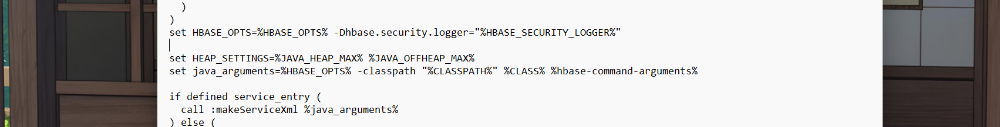 )
)
set HBASE_OPTS=%HBASE_OPTS% -Dhbase.security.logger="%HBASE_SECURITY_LOGGER%"
set HEAP_SETTINGS=%JAVA_HEAP_MAX% %JAVA_OFFHEAP_MAX%
set java_arguments=%HBASE_OPTS% -classpath "%CLASSPATH%" %CLASS% %hbase-command-arguments%
if defined service_entry (
call :makeServiceXml %java_arguments%
) else (